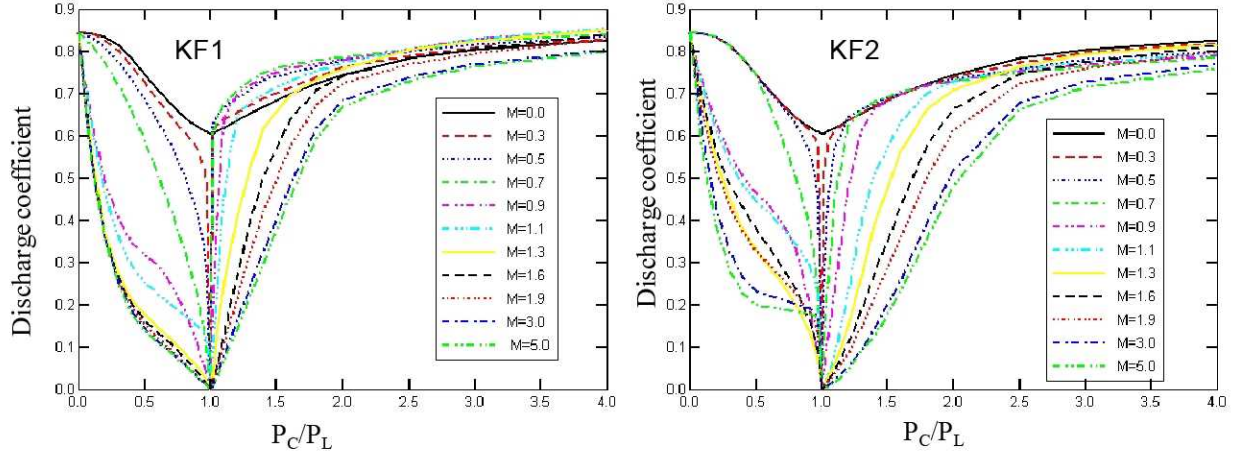 KF1
Discharge coefficient
0.9
0.8
0.7
0.6
0.5
0.4
0.3
0.2
0.1
0.0
M=0.0
M=0.3
M=0.5
M=0.7
M=0.9
M=1.1
M=1.3
M=1.6
M=1.9
M=3.0
M=5.0
0.0 0.5 1.0 1.5 2.0 2.5 3.0 3.5 4.0
P_C/P_L
KF2
Discharge coefficient
0.9
0.8
0.7
0.6
0.5
0.4
0.3
0.2
0.1
0.0
M=0.0
M=0.3
M=0.5
M=0.7
M=0.9
M=1.1
M=1.3
M=1.6
M=1.9
M=3.0
M=5.0
0.0 0.5 1.0 1.5 2.0 2.5 3.0 3.5 4.0
P_C/P_L